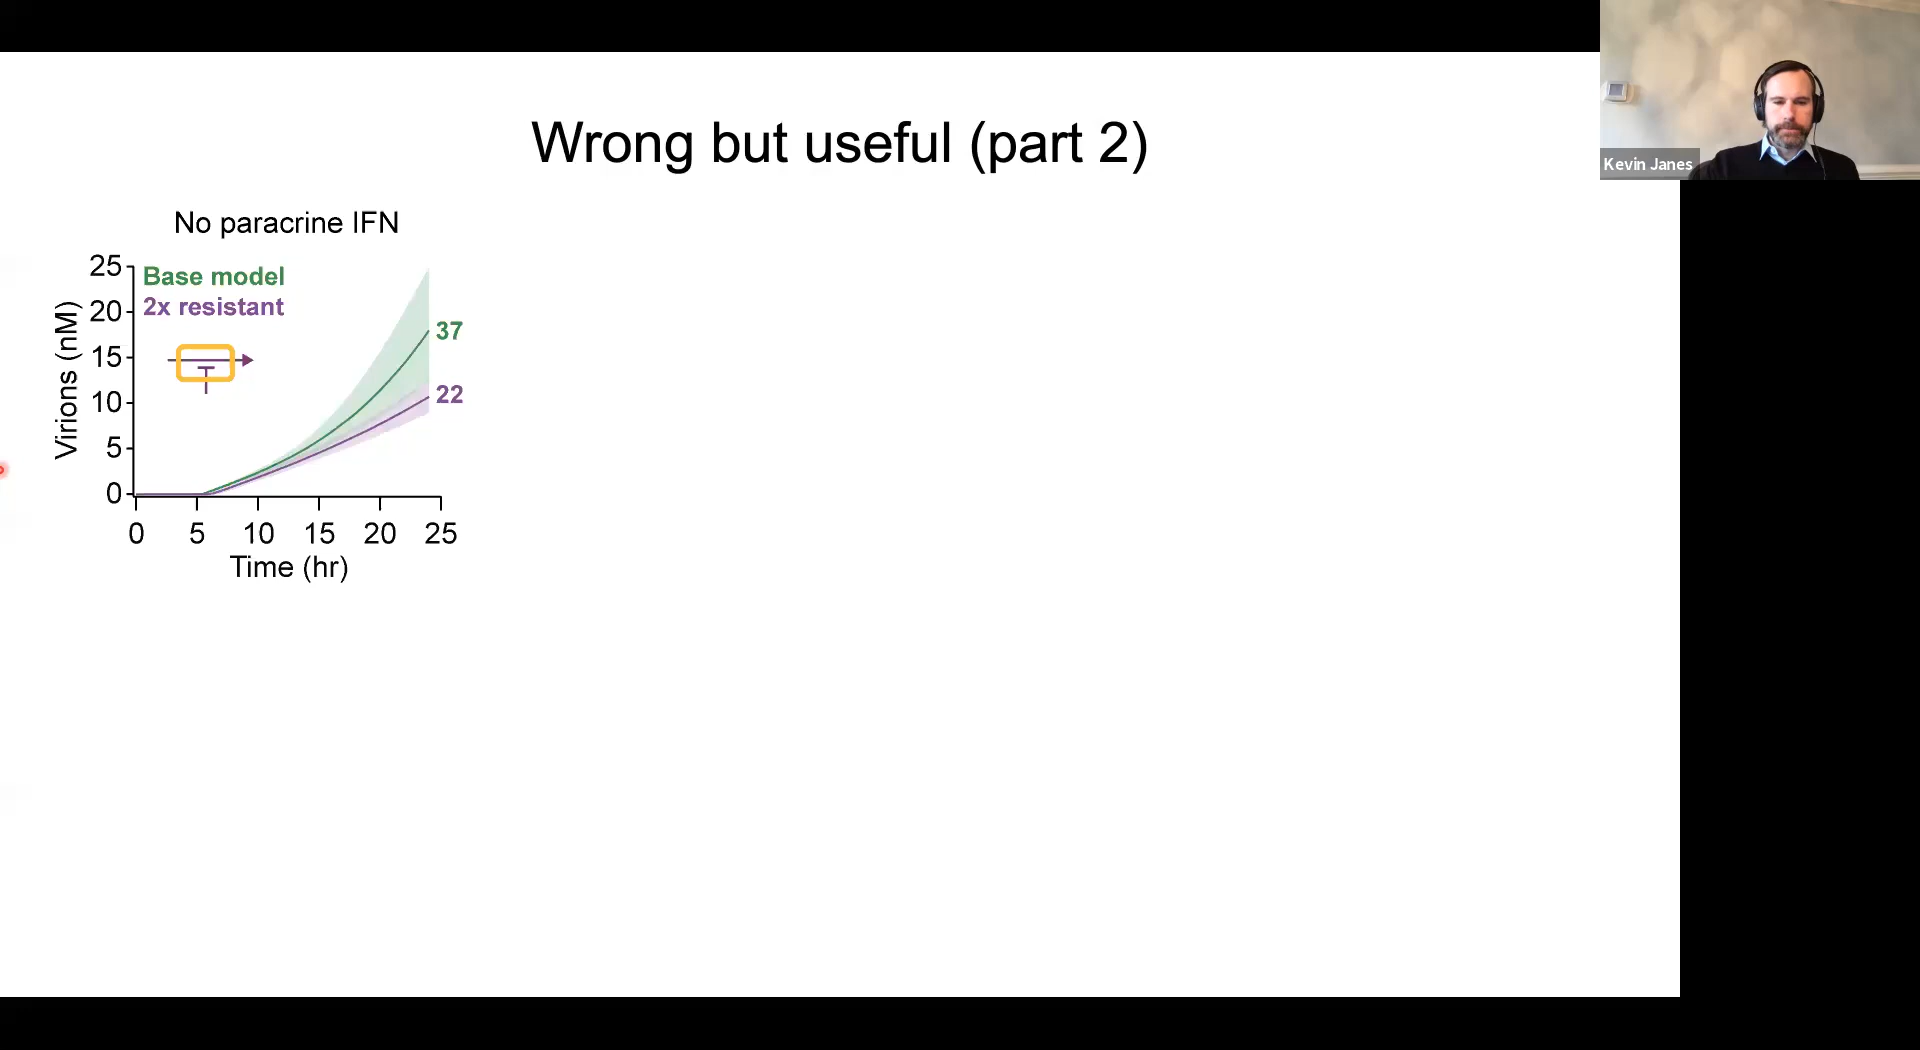 Wrong but useful (part 2)
Kevin Janes
No paracrine IFN
Base model
2x resistant
Virions (nM)
25
20
15
10
5
0
37
22
0 5 10 15 20 25
Time (hr)